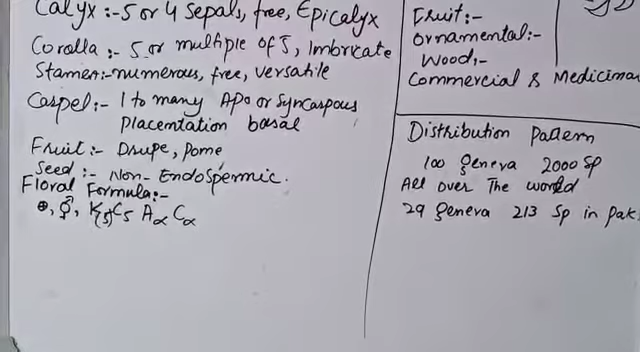 Calyx:- 5 or 4 sepals, free, Epicalyx
Corolla:- 5 or multiple of 5, Imbricate
Stamen:- numerous, free, versatile
Carpel:- 1 to many Apo or Syncarpous
Placentation basal
Fruit:- Drupe, Pome
Seed:- Non-Endospermic.
Floral Formula:-
⊕, ⚥, K(5) C5 Aα Cα
Fruit:-
Ornamental:-
Wood:-
Commercial & Medicinal
Distribution Pattern
100 genera 2000 sp
All over The world
29 genera 213 Sp in Pak.